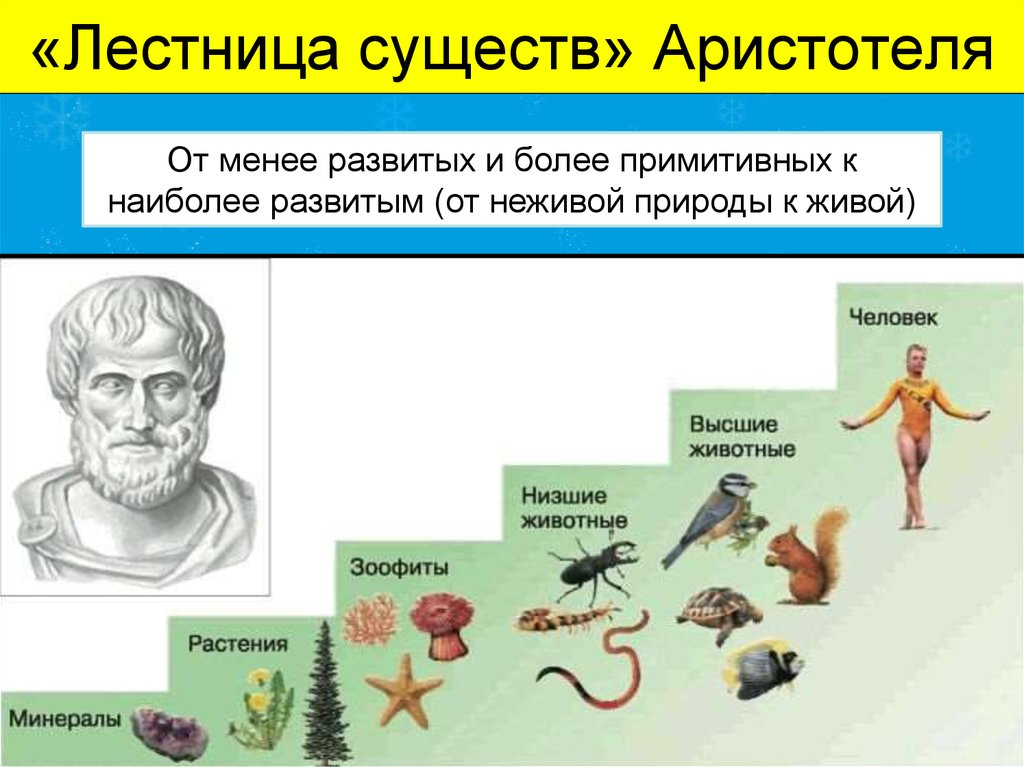 «Лестница существ» Аристотеля
От менее развитых и более примитивных к
наиболее развитым (от неживой природы к живой)
Человек
Высшие
животные
Низшие
животные
Зоофиты
Растения
Минералы